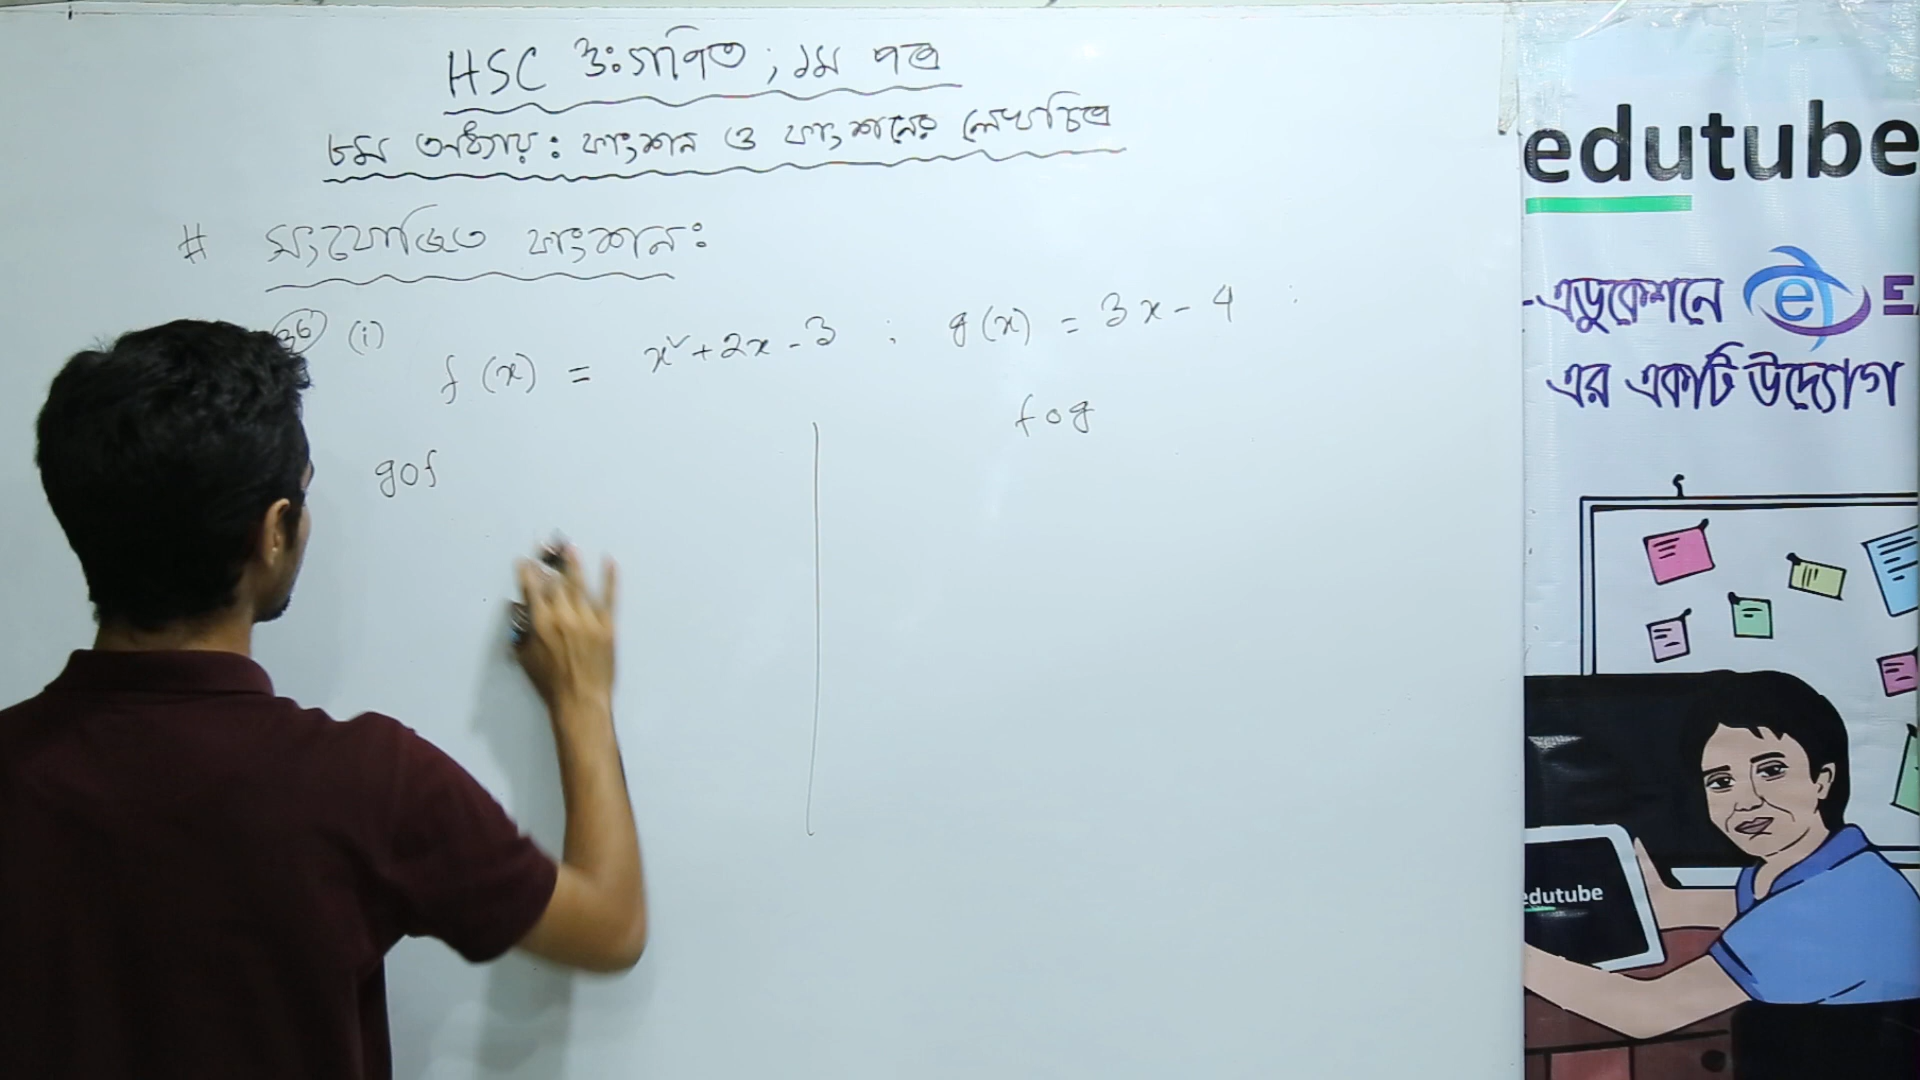 HSC উঃগণিত ; ১ম পত্র
৮ম অধ্যায় : ফাংশন ও ফাংশনের লেখচিত্র
# সংযোজিত ফাংশন :
36 (i) f(x) = x² + 2x - 3 ; g(x) = 3x - 4 ;
gof
fog
edutube
-এডুকেশনে e E
এর একটি উদ্যোগ
edutube